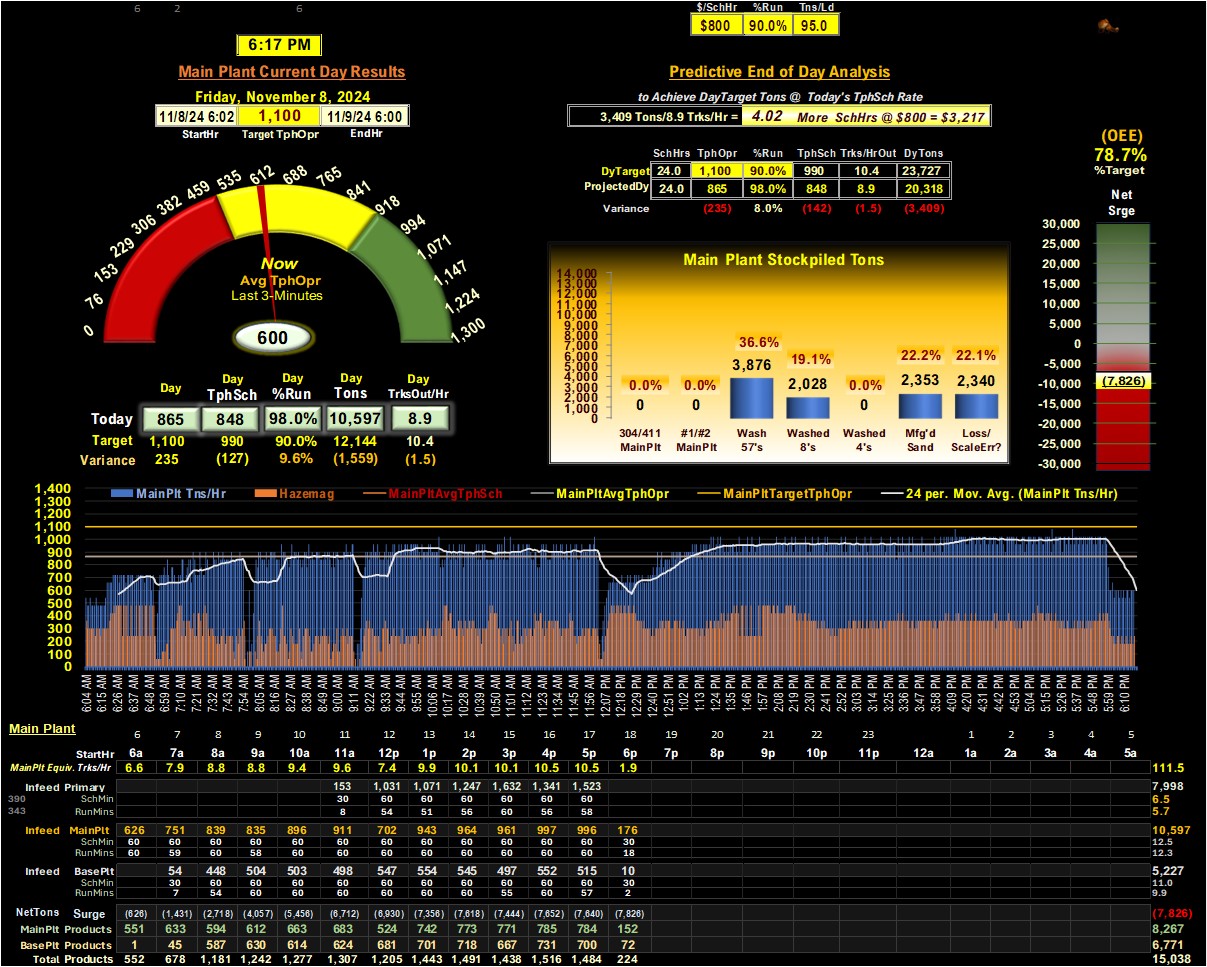 6 2 6
$/SchHr %Run Tns/Ld
$800 90.0% 95.0
6:17 PM
Main Plant Current Day Results
Friday, November 8, 2024
11/8/24 6:02 1,100 11/9/24 6:00
StartHr Target TphOpr EndHr
Predictive End of Day Analysis
to Achieve DayTarget Tons @ Today's TphSch Rate
3,409 Tons/8.9 Trks/Hr = 4.02 More SchHrs @ $800 = $3,217
SchHrs TphOpr %Run TphSch Trks/HrOut DyTons
DyTarget 24.0 1,100 90.0% 990 10.4 23,727
ProjectedDy 24.0 865 98.0% 848 8.9 20,318
Variance (235) 8.0% (142) (1.5) (3,409)
(OEE)
78.7%
%Target
Net
Srge
30,000
25,000
20,000
15,000
10,000
5,000
0
-5,000
-10,000
-15,000
-20,000
-25,000
-30,000
(7,826)
0
76
153
229
306
382
459
535
612
688
765
841
918
994
1,071
1,147
1,224
1,300
Now
Avg TphOpr
Last 3-Minutes
600
Day Day TphSch Day %Run Day Tons Day TrksOut/Hr
Today 865 848 98.0% 10,597 8.9
Target 1,100 990 90.0% 12,144 10.4
Variance 235 (127) 9.6% (1,559) (1.5)
Main Plant Stockpiled Tons
14,000
13,000
12,000
11,000
10,000
9,000
8,000
7,000
6,000
5,000
4,000
3,000
2,000
1,000
0
0.0% 0.0% 36.6% 19.1% 0.0% 22.2% 22.1%
0 0 3,876 2,028 0 2,353 2,340
304/411 #1/#2 Wash Washed Washed Mfg'd Loss/
MainPlt MainPlt 57's 8's 4's Sand ScaleErr?
MainPlt Tns/Hr Hazemag MainPltAvgTphSch MainPltAvgTphOpr MainPltTargetTphOpr 24 per. Mov. Avg. (MainPlt Tns/Hr)
1,400
1,300
1,200
1,100
1,000
900
800
700
600
500
400
300
200
100
0
6:04 AM 6:15 AM 6:26 AM 6:37 AM 6:48 AM 6:59 AM 7:10 AM 7:21 AM 7:32 AM 7:43 AM 7:54 AM 8:05 AM 8:16 AM 8:27 AM 8:38 AM 8:49 AM 9:00 AM 9:11 AM 9:22 AM 9:33 AM 9:44 AM 9:55 AM 10:06 AM 10:17 AM 10:28 AM 10:39 AM 10:50 AM 11:01 AM 11:12 AM 11:23 AM 11:34 AM 11:45 AM 11:56 AM 12:07 PM 12:18 PM 12:29 PM 12:40 PM 12:51 PM 1:02 PM 1:13 PM 1:24 PM 1:35 PM 1:46 PM 1:57 PM 2:08 PM 2:19 PM 2:30 PM 2:41 PM 2:52 PM 3:03 PM 3:14 PM 3:25 PM 3:36 PM 3:47 PM 3:58 PM 4:09 PM 4:20 PM 4:31 PM 4:42 PM 4:53 PM 5:04 PM 5:15 PM 5:26 PM 5:37 PM 5:48 PM 5:59 PM 6:10 PM
Main Plant
6 7 8 9 10 11 12 13 14 15 16 17 18 19 20 21 22 23 1 2 3 4 5
StartHr 6a 7a 8a 9a 10a 11a 12p 1p 2p 3p 4p 5p 6p 7p 8p 9p 10p 11p 12a 1a 2a 3a 4a 5a
MainPlt Equiv. Trks/Hr 6.6 7.9 8.8 8.8 9.4 9.6 7.4 9.9 10.1 10.1 10.5 10.5 1.9 111.5
Infeed Primary 153 1,031 1,071 1,247 1,632 1,341 1,523 7,998
390 SchMin 30 60 60 60 60 60 60 6.5
343 RunMins 8 54 51 56 60 56 58 5.7
Infeed MainPlt 626 751 839 835 896 911 702 943 964 961 997 996 176 10,597
SchMin 60 60 60 60 60 60 60 60 60 60 60 60 30 12.5
RunMins 60 59 60 58 60 60 60 60 60 60 60 60 18 12.3
Infeed BasePlt 54 448 504 503 498 547 554 545 497 552 515 10 5,227
SchMin 30 60 60 60 60 60 60 60 60 60 60 30 11.0
RunMins 7 54 60 60 60 60 60 60 55 60 57 2 9.9
NetTons Surge (626) (1,431) (2,718) (4,057) (5,456) (6,712) (6,930) (7,356) (7,618) (7,444) (7,652) (7,640) (7,826) (7,826)
MainPlt Products 551 633 594 612 663 683 524 742 773 771 785 784 152 8,267
BasePlt Products 1 45 587 630 614 624 681 701 718 667 731 700 72 6,771
Total Products 552 678 1,181 1,242 1,277 1,307 1,205 1,443 1,491 1,438 1,516 1,484 224 15,038